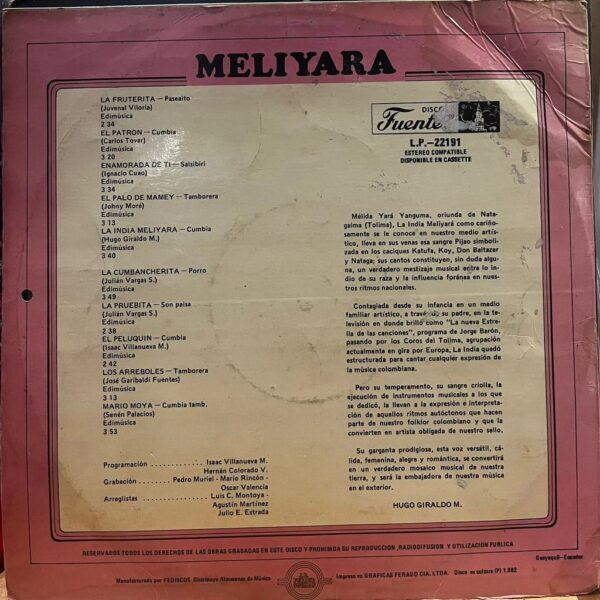 MELIYARA
LA FRUTERITA — Paseaito
(Juvenal Viloria)
Edimúsica
2 34
EL PATRON — Cumbia
(Carlos Tovar)
Edimúsica
3 20
ENAMORADA DE TI — Salsibiri
(Ignacio Cuao)
Edimúsica
3 34
EL PALO DE MAMEY — Tamborera
(Johny Moré)
Edimúsica
3 13
LA INDIA MELIYARA — Cumbia
(Hugo Giraldo M.)
Edimúsica
3 40
LA CUMBANCHERITA — Porro
(Julián Vargas S.)
Edimúsica
3 49
LA PRUEBITA — Son paisa
(Julián Vargas S.)
Edimúsica
2 38
EL PELUQUIN — Cumbia
(Isaac Villanueva M.)
Edimúsica
2 42
LOS ARREBOLES — Tamborera
(José Garibaldi Fuentes)
Edimúsica
3 13
MARIO MOYA — Cumbia tamb.
(Senén Palacios)
Edimúsica
3 53
Programación . . . . . . . . . . . . Isaac Villanueva M.
Hernán Colorado V.
Grabación . . . . . . Pedro Muriel - Mario Rincón -
Oscar Valencia
Arreglistas . . . . . . . . . . . . Luis C. Montoya -
Agustín Martínez
Julio E. Estrada
DISCOS
Fuentes
L.P.—22191
ESTEREO COMPATIBLE
DISPONIBLE EN CASSETTE
Mélida Yará Yanguma, oriunda de Nata-
gaima (Tolima), La India Meliyará como cariño-
samente se le conoce en nuestro medio artísti-
co, lleva en sus venas esa sangre Pijao simboli-
zada en los caciques Katufa, Koy, Don Baltazar
y Nataga; sus cantos constituyen, sin duda algu-
na, un verdadero mestizaje musical entre lo in-
dio de su raza y la influencia foránea en nues-
tros ritmos nacionales.
Contagiada desde su infancia en un medio
familiar artístico, a través de su padre, en la te-
levisión en donde brilló como "La nueva Estre-
lla de las canciones", programa de Jorge Barón,
pasando por los Coros del Tolima, agrupación
actualmente en gira por Europa, La India quedó
estructurada para cantar cualquier expresión de
la música colombiana.
Pero su temperamento, su sangre criolla, la
ejecución de instrumentos musicales a los que
se dedicó, la llevan a la expresión e interpreta-
ción de aquellos ritmos autóctonos que hacen
parte de nuestro folklor colombiano y que la
convierten en artista obligada de nuestro sello.
Su garganta prodigiosa, esta voz versátil, cá-
lida, femenina, alegre y romántica, se convertirá
en un verdadero mosaico musical de nuestra
tierra, y será la embajadora de nuestra música
en el exterior.
HUGO GIRALDO M.
RESERVADOS TODOS LOS DERECHOS DE LAS OBRAS GRABADAS EN ESTE DISCO Y PROHIBIDA SU REPRODUCCION, RADIODIFUSION Y UTILIZACION PUBLICA
Guayaquil—Ecuador
Manufacturado por FEDISCOS Distribuye Almacenes de Música
Impreso en GRAFICAS FERAUD CIA. LTDA. Disco es cultura (P) 1.982